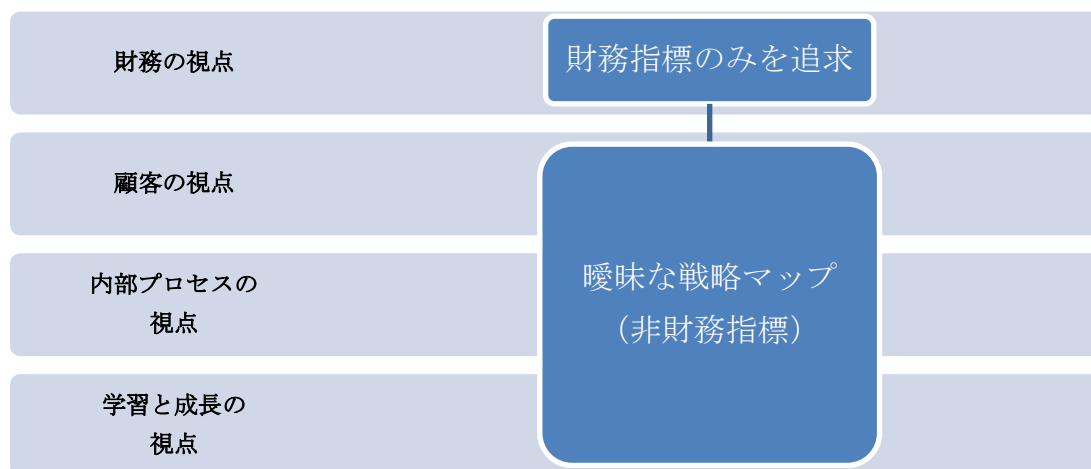 財務の視点
財務指標のみを追求
顧客の視点
内部プロセスの
視点
曖昧な戦略マップ
（非財務指標）
学習と成長の
視点